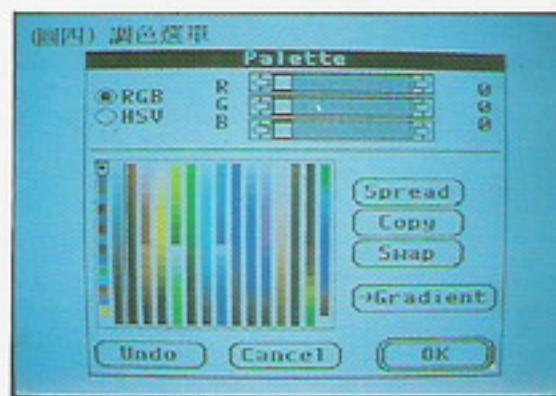 (圖四) 調色選單
Palette
RGB
HSV
R 0
G 0
B 0
Spread
Copy
Swap
→Gradient
Undo Cancel OK